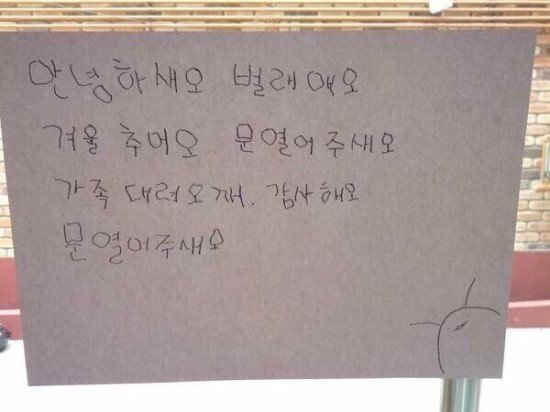 안녕하새오 벌래애오
겨울 추어오 문열어주새오
가족 대려오깨. 감사해오
문열어주새오